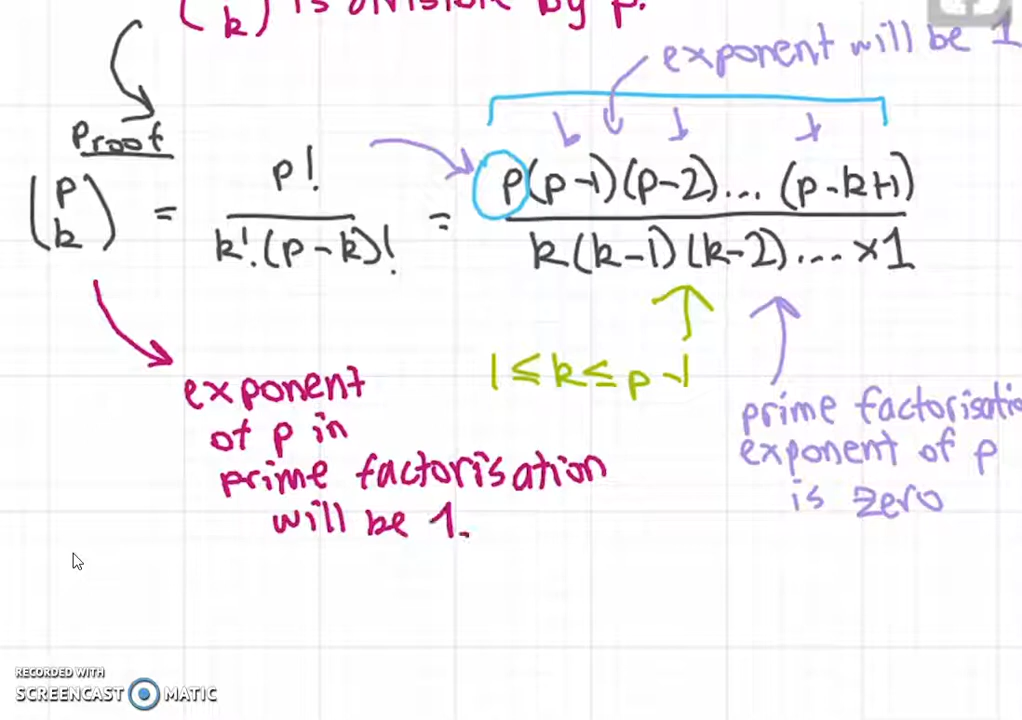 (p k) is divisible by p.
exponent will be 1
Proof
(p k) = p! / k!(p-k)! = p(p-1)(p-2)...(p-k+1) / k(k-1)(k-2)...×1
1 ≤ k ≤ p-1
exponent
of p in
prime factorisation
will be 1.
prime factorisatio
exponent of p
is zero
RECORDED WITH
SCREENCAST MATIC